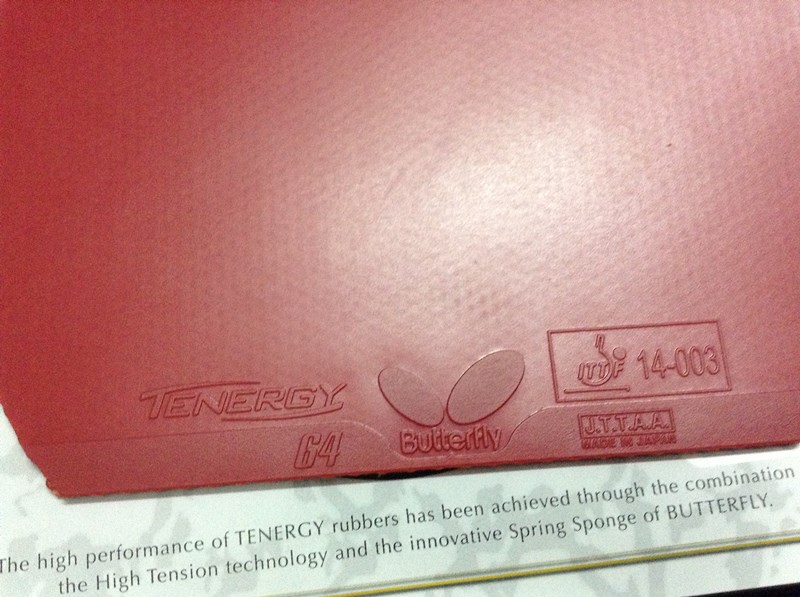 TENERGY
64
Butterfly
ITTF 14-003
J.T.T.A.A.
MADE IN JAPAN
The high performance of TENERGY rubbers has been achieved through the combination
the High Tension technology and the innovative Spring Sponge of BUTTERFLY.